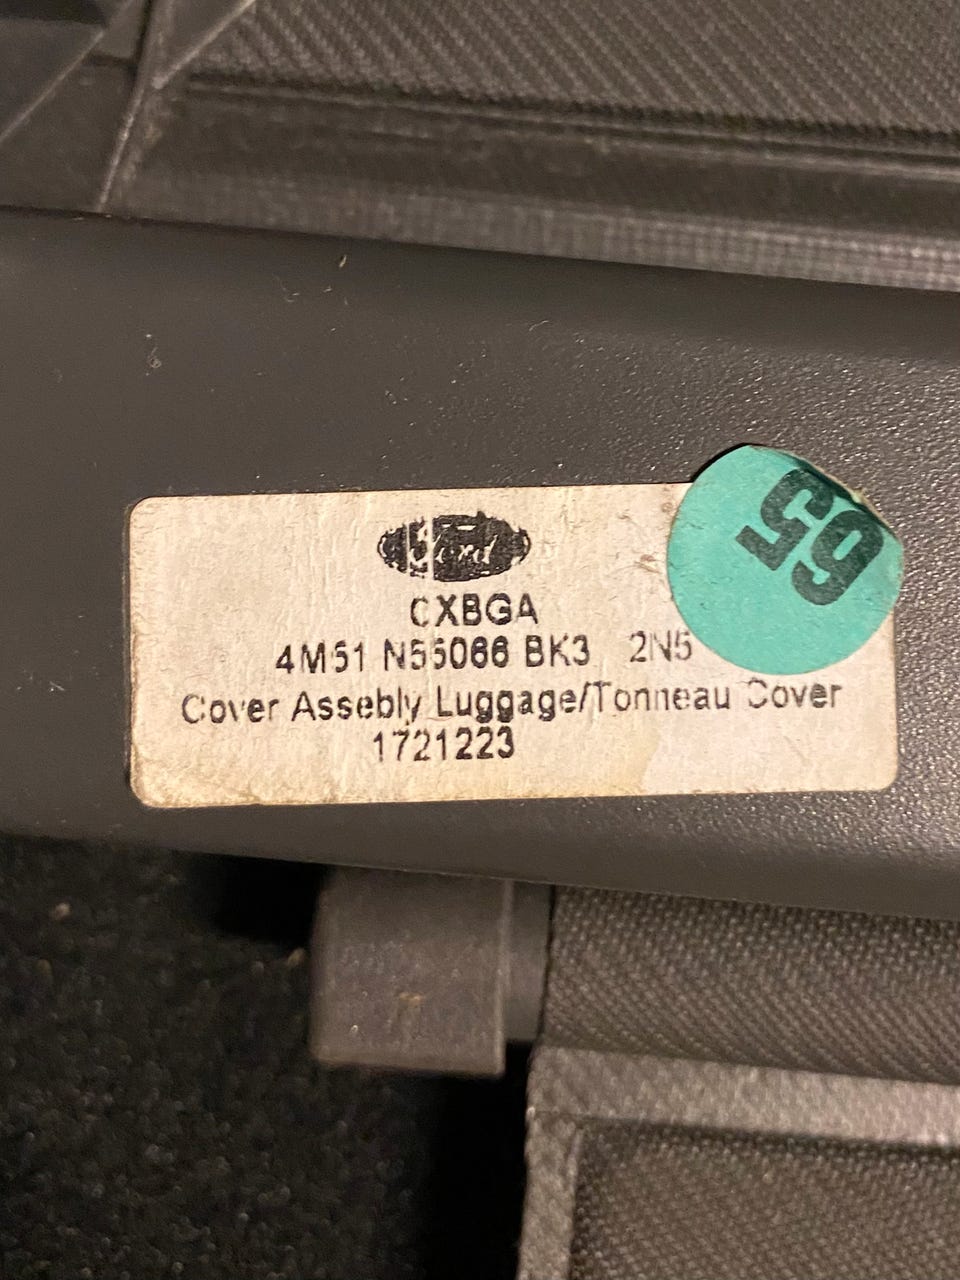 Ford
CXBGA
4M51 N55066 BK3 2N5
Cover Assebly Luggage/Tonneau Cover
1721223
65